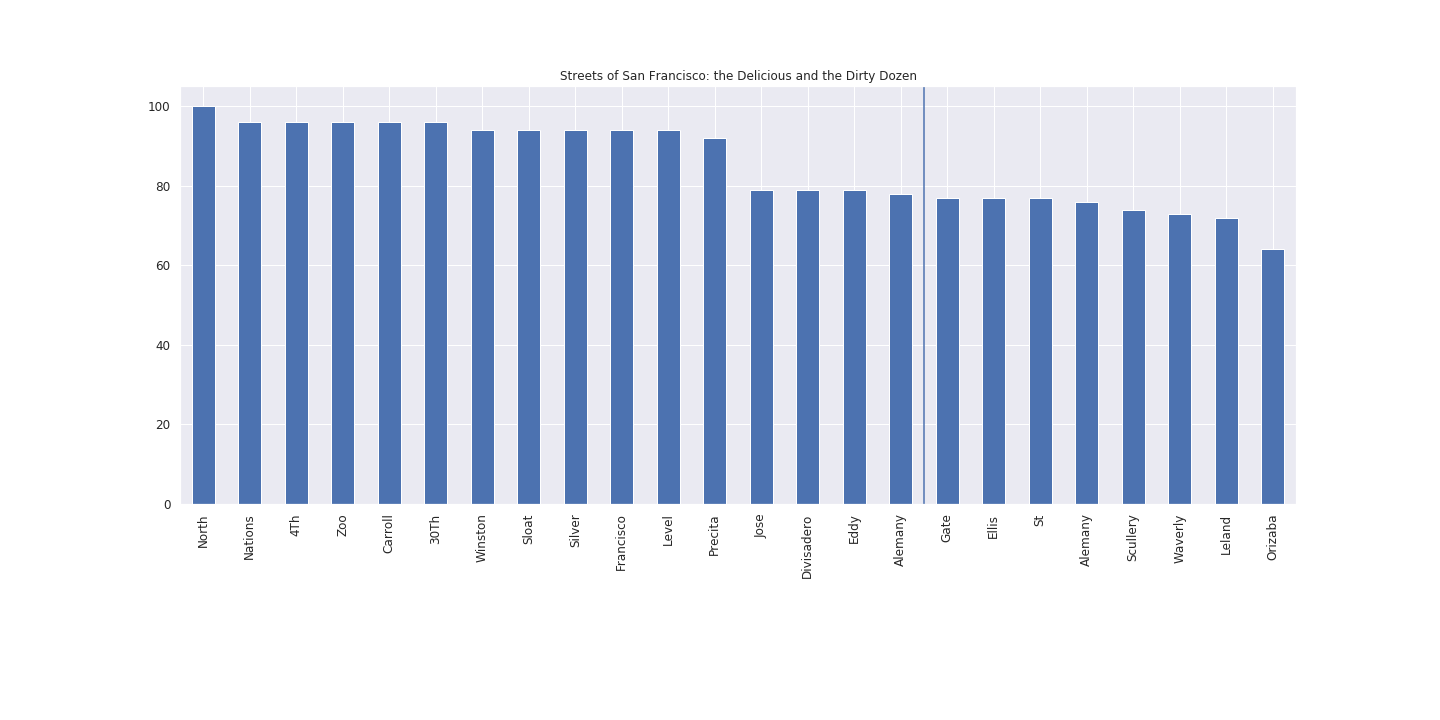 Streets of San Francisco: the Delicious and the Dirty Dozen
100
80
60
40
20
0
North
Nations
4Th
Zoo
Carroll
30Th
Winston
Sloat
Silver
Francisco
Level
Precita
Jose
Divisadero
Eddy
Alemany
Gate
Ellis
St
Alemany
Scullery
Waverly
Leland
Orizaba